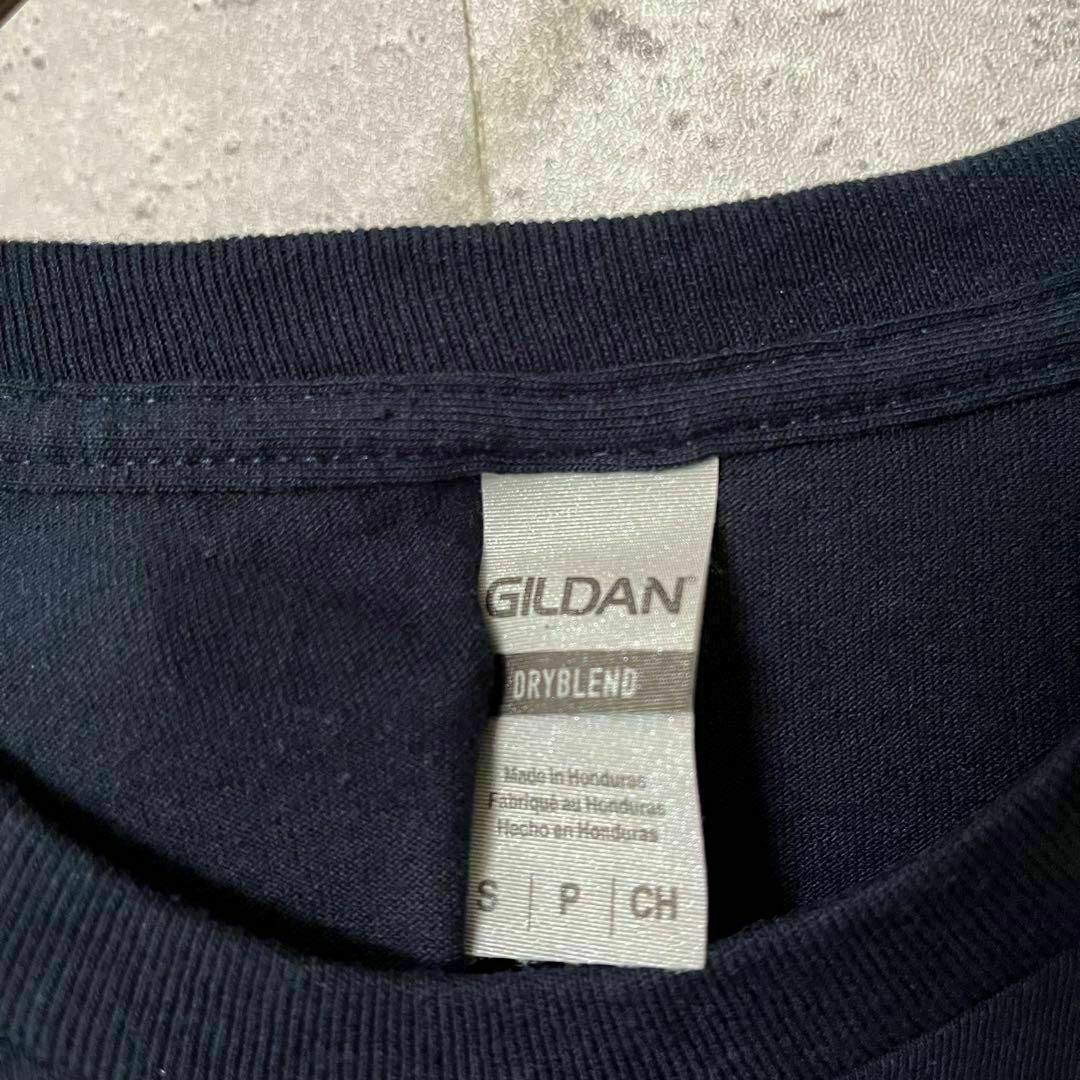 GILDAN®
DRYBLEND
Made in Honduras
Fabriqué au Honduras
Hecho en Honduras
S | P | CH